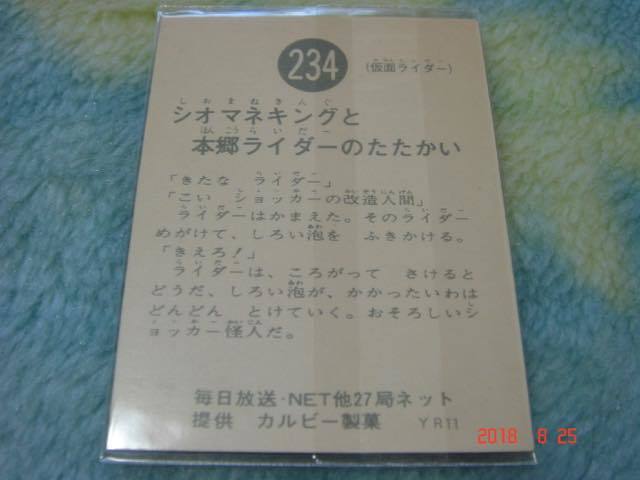 234
(仮面ライダー)
シオマネキングと
本郷ライダーのたたかい
「きたな　ライダー」
「こい　ショッカーの改造人間」
ライダーはかまえた。そのライダー
めがけて、しろい泡を　ふきかける。
「きえろ！」
ライダーは、ころがって　さけると
どうだ、しろい泡が、かかったいわは
どんどん　とけていく。おそろしいシ
ョッカー怪人だ。
毎日放送・NET他27局ネット
提供　カルビー製菓　YR11
2018 8 25